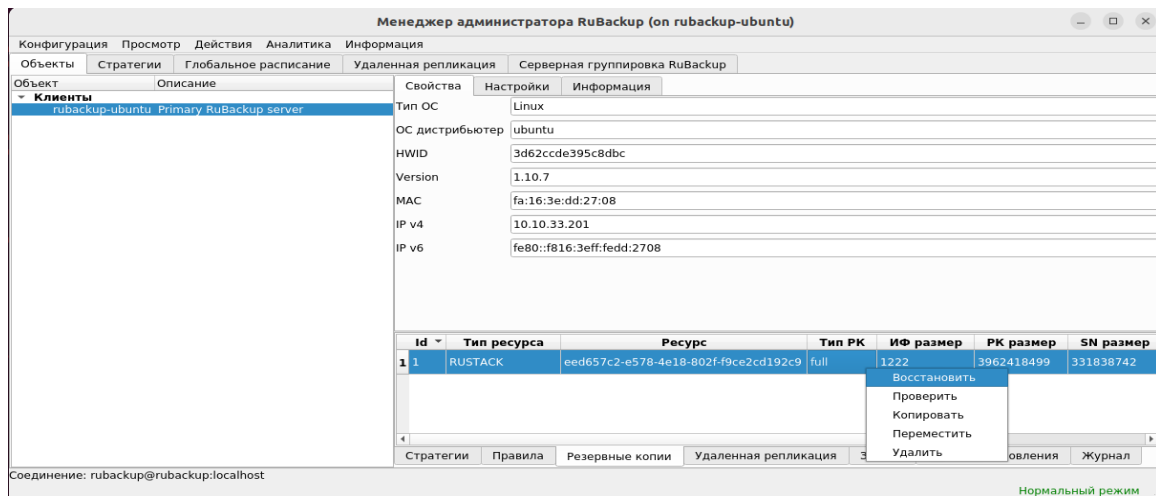 Менеджер администратора RuBackup (on rubackup-ubuntu)
Конфигурация Просмотр Действия Аналитика Информация
Объекты Стратегии Глобальное расписание Удаленная репликация Серверная группировка RuBackup
Объект Описание
Клиенты
rubackup-ubuntu Primary RuBackup server
Свойства Настройки Информация
Тип ОС Linux
ОС дистрибьютер ubuntu
HWID 3d62ccde395c8dbc
Version 1.10.7
MAC fa:16:3e:dd:27:08
IP v4 10.10.33.201
IP v6 fe80::f816:3eff:fedd:2708
Id Тип ресурса Ресурс Тип РК ИФ размер РК размер SN размер
1 1 RUSTACK eed657c2-e578-4e18-802f-f9ce2cd192c9 full 1222 3962418499 331838742
Восстановить
Проверить
Копировать
Переместить
Удалить
Стратегии Правила Резервные копии Удаленная репликация З овления Журнал
Соединение: rubackup@rubackup:localhost
Нормальный режим